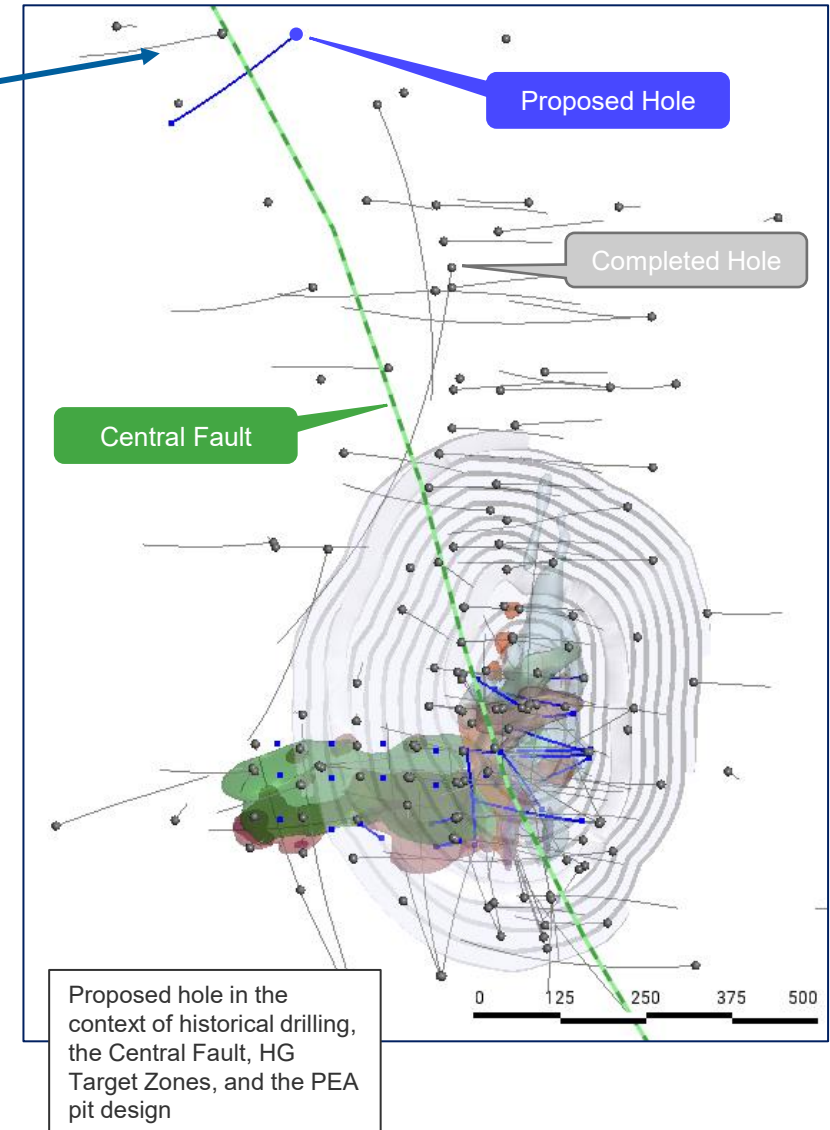 Proposed Hole
Completed Hole
Central Fault
0 125 250 375 500
Proposed hole in the
context of historical drilling,
the Central Fault, HG
Target Zones, and the PEA
pit design